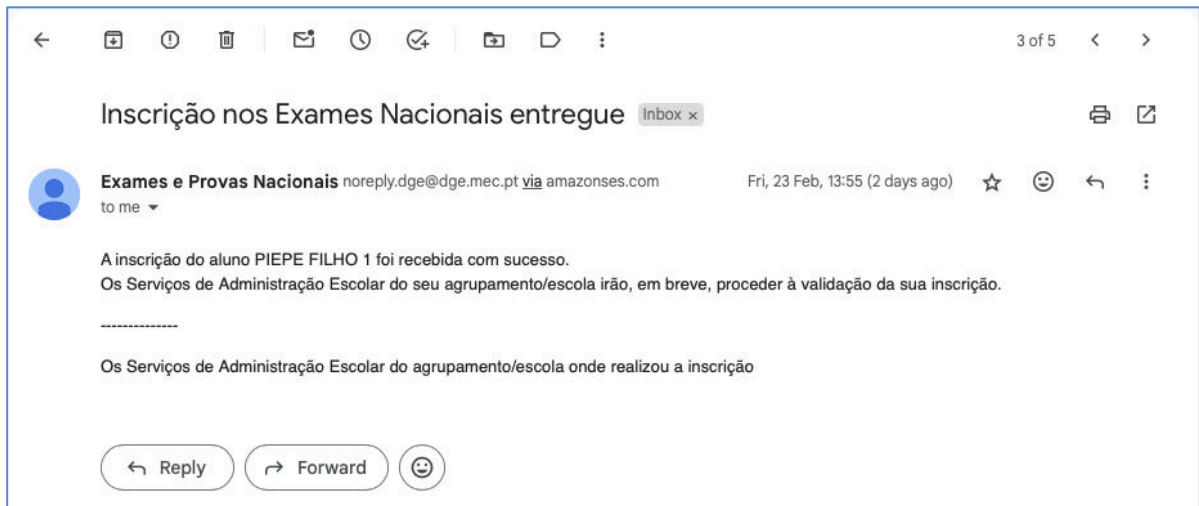 3 of 5
Inscrição nos Exames Nacionais entregue Inbox x
Exames e Provas Nacionais noreply.dge@dge.mec.pt via amazonses.com Fri, 23 Feb, 13:55 (2 days ago)
to me
A inscrição do aluno PIEPE FILHO 1 foi recebida com sucesso.
Os Serviços de Administração Escolar do seu agrupamento/escola irão, em breve, proceder à validação da sua inscrição.
--------------
Os Serviços de Administração Escolar do agrupamento/escola onde realizou a inscrição
Reply Forward